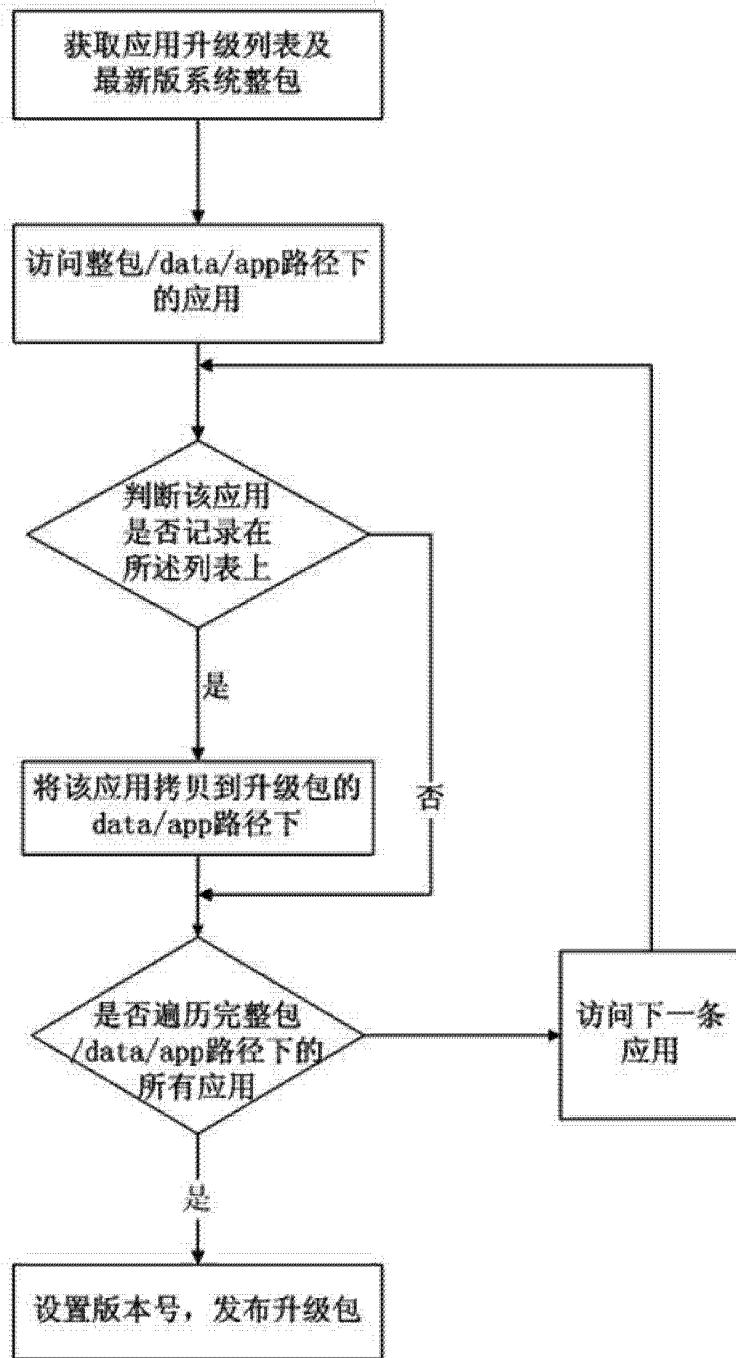 获取应用升级列表及
最新版系统整包
访问整包/data/app路径下
的应用
判断该应用
是否记录在
所述列表上
是
将该应用拷贝到升级包的
data/app路径下
否
是否遍历完整包
/data/app路径下的
所有应用
访问下一条
应用
是
设置版本号，发布升级包